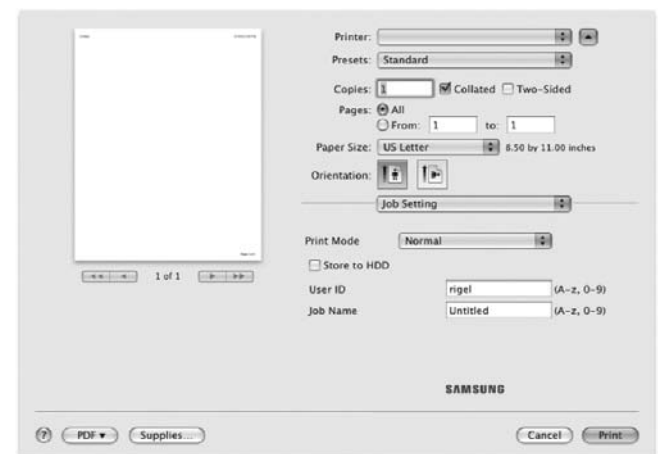 Printer:
Presets: Standard
Copies: 1 Collated Two-Sided
Pages: All
From: 1 to: 1
Paper Size: US Letter 8.50 by 11.00 inches
Orientation:
Job Setting
Print Mode Normal
Store to HDD
1 of 1
User ID rigel (A-z, 0-9)
Job Name Untitled (A-z, 0-9)
SAMSUNG
? PDF Supplies... Cancel Print